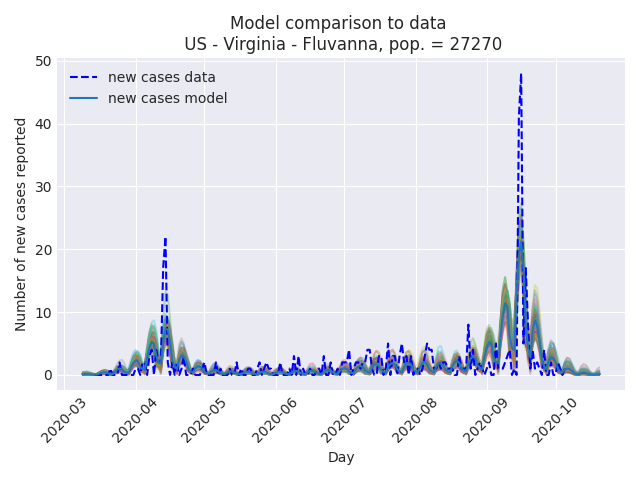 Model comparison to data
US - Virginia - Fluvanna, pop. = 27270
new cases data
new cases model
Number of new cases reported
50
40
30
20
10
0
2020-03
2020-04
2020-05
2020-06
2020-07
2020-08
2020-09
2020-10
Day